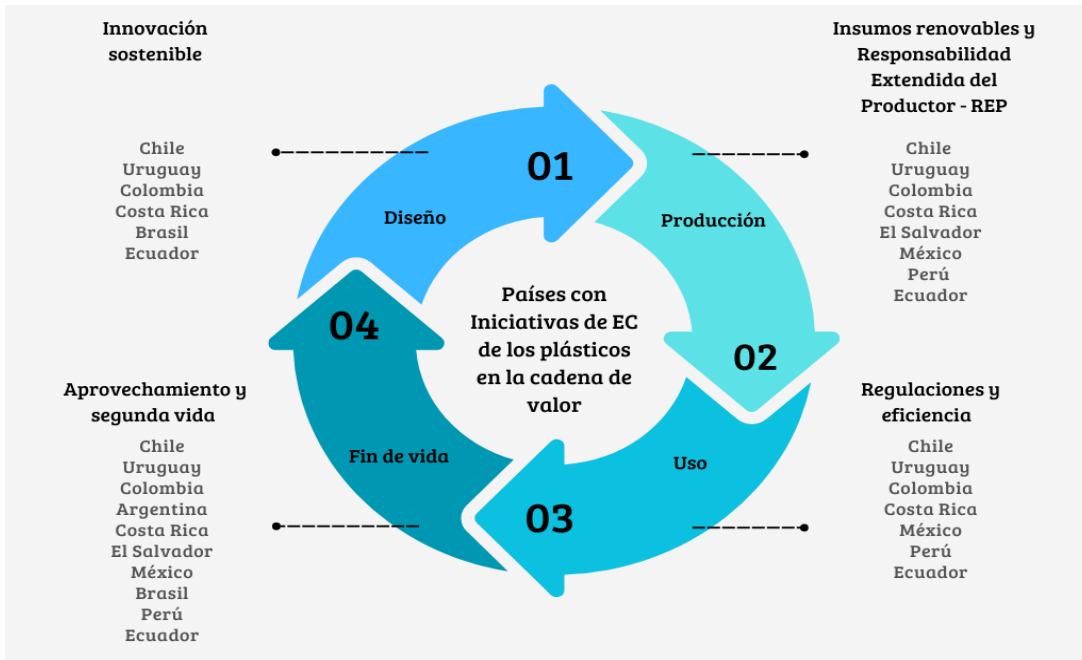 Innovación
sostenible
Chile
Uruguay
Colombia
Costa Rica
Brasil
Ecuador
01
Diseño
Insumos renovables y
Responsabilidad
Extendida del
Productor - REP
Chile
Uruguay
Colombia
Costa Rica
El Salvador
México
Perú
Ecuador
Producción
02
Países con
Iniciativas de EC
de los plásticos
en la cadena de
valor
Regulaciones y
eficiencia
Chile
Uruguay
Colombia
Costa Rica
México
Perú
Ecuador
Uso
03
Aprovechamiento y
segunda vida
Chile
Uruguay
Colombia
Argentina
Costa Rica
El Salvador
México
Brasil
Perú
Ecuador
Fin de vida
04